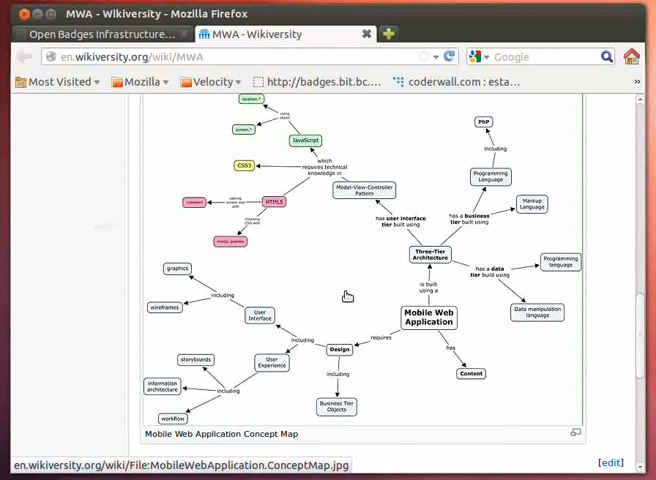 MWA - Wikiversity - Mozilla Firefox
Open Badges Infrastructure...
MWA - Wikiversity
en.wikiversity.org/wiki/MWA
Google
Most Visited
Mozilla
Velocity
http://badges.bit.bc....
coderwall.com : esta...
location.*
using
object
screen.*
JavaScript
CSS3
which
requires technical
knowledge in
HTML5
viewport
media queries
Model-View-Controller
Pattern
has user interface
tier built using
PhP
including
Programming
Language
has a business
tier built using
Markup
Language
Three-Tier
Architecture
has a data
tier build using
Programming
language
Data manipulation
language
is built
using a
Mobile Web
Application
requires
has
Content
Design
including
Business Tier
Objects
including
User
Interface
including
graphics
wireframes
User
Experience
including
storyboards
information
architecture
workflow
Mobile Web Application Concept Map
[edit]
en.wikiversity.org/wiki/File:MobileWebApplication.ConceptMap.jpg